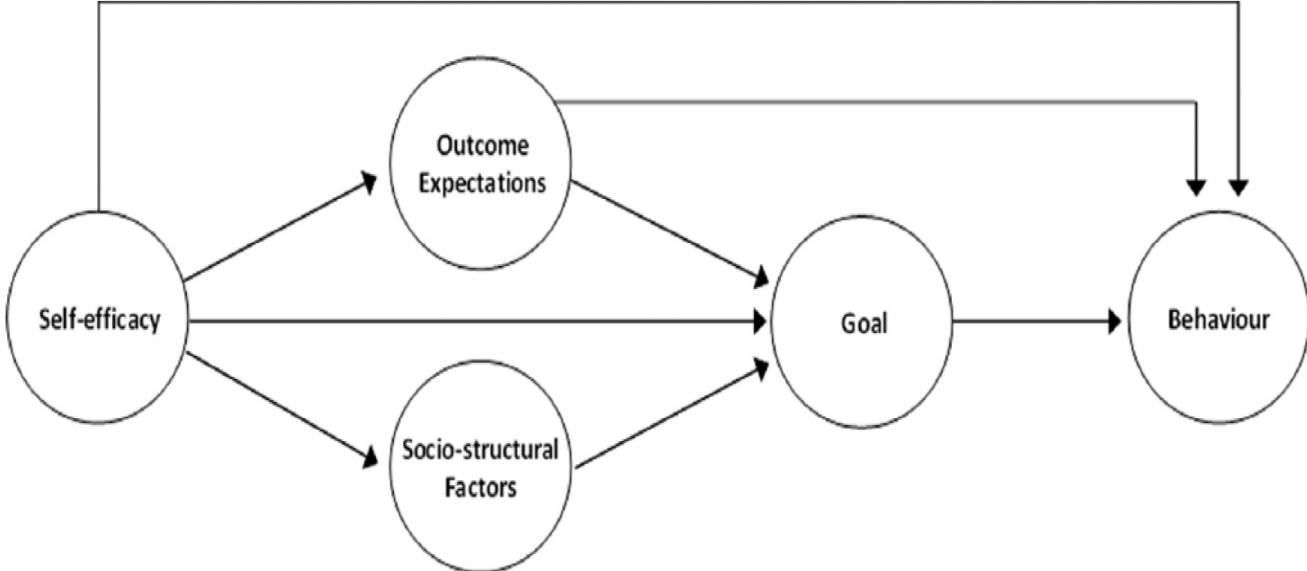 Outcome
Expectations
Self-efficacy
Goal
Behaviour
Socio-structural
Factors